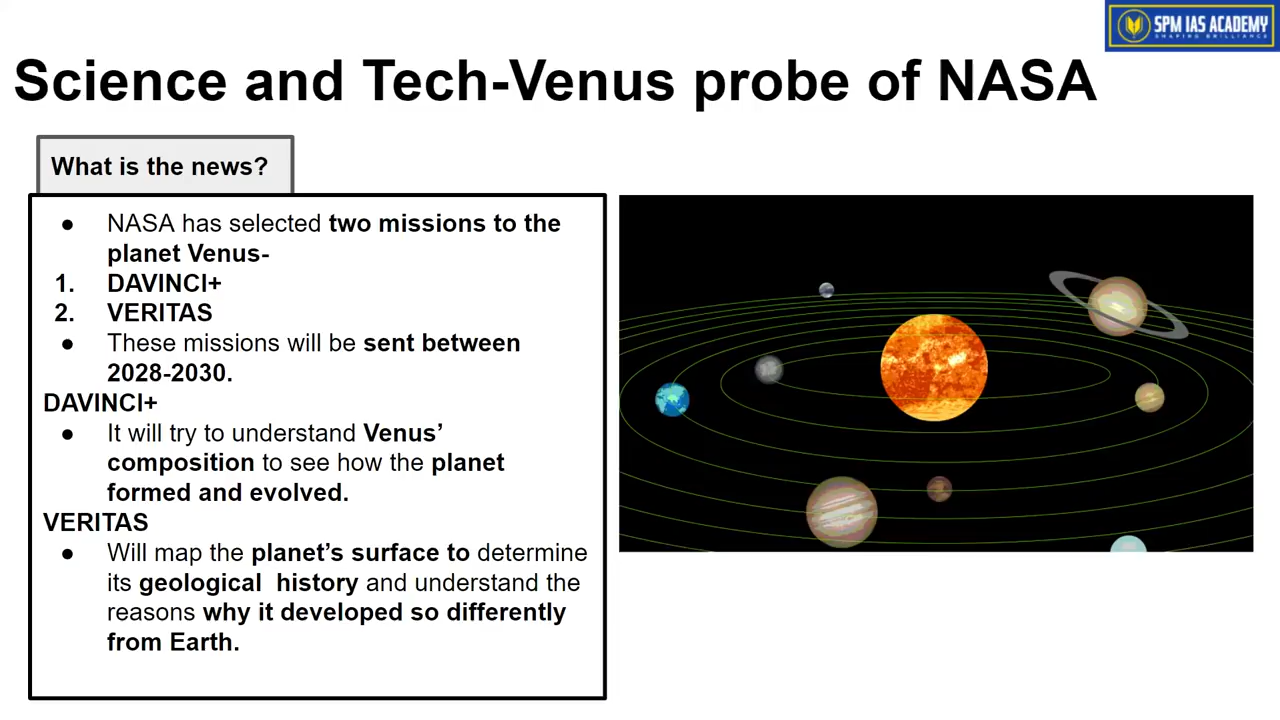 SPM IAS ACADEMY
SHAPING BRILLIANCE
Science and Tech-Venus probe of NASA
What is the news?
● NASA has selected two missions to the
planet Venus-
1. DAVINCI+
2. VERITAS
● These missions will be sent between
2028-2030.
DAVINCI+
● It will try to understand Venus’
composition to see how the planet
formed and evolved.
VERITAS
● Will map the planet’s surface to determine
its geological history and understand the
reasons why it developed so differently
from Earth.